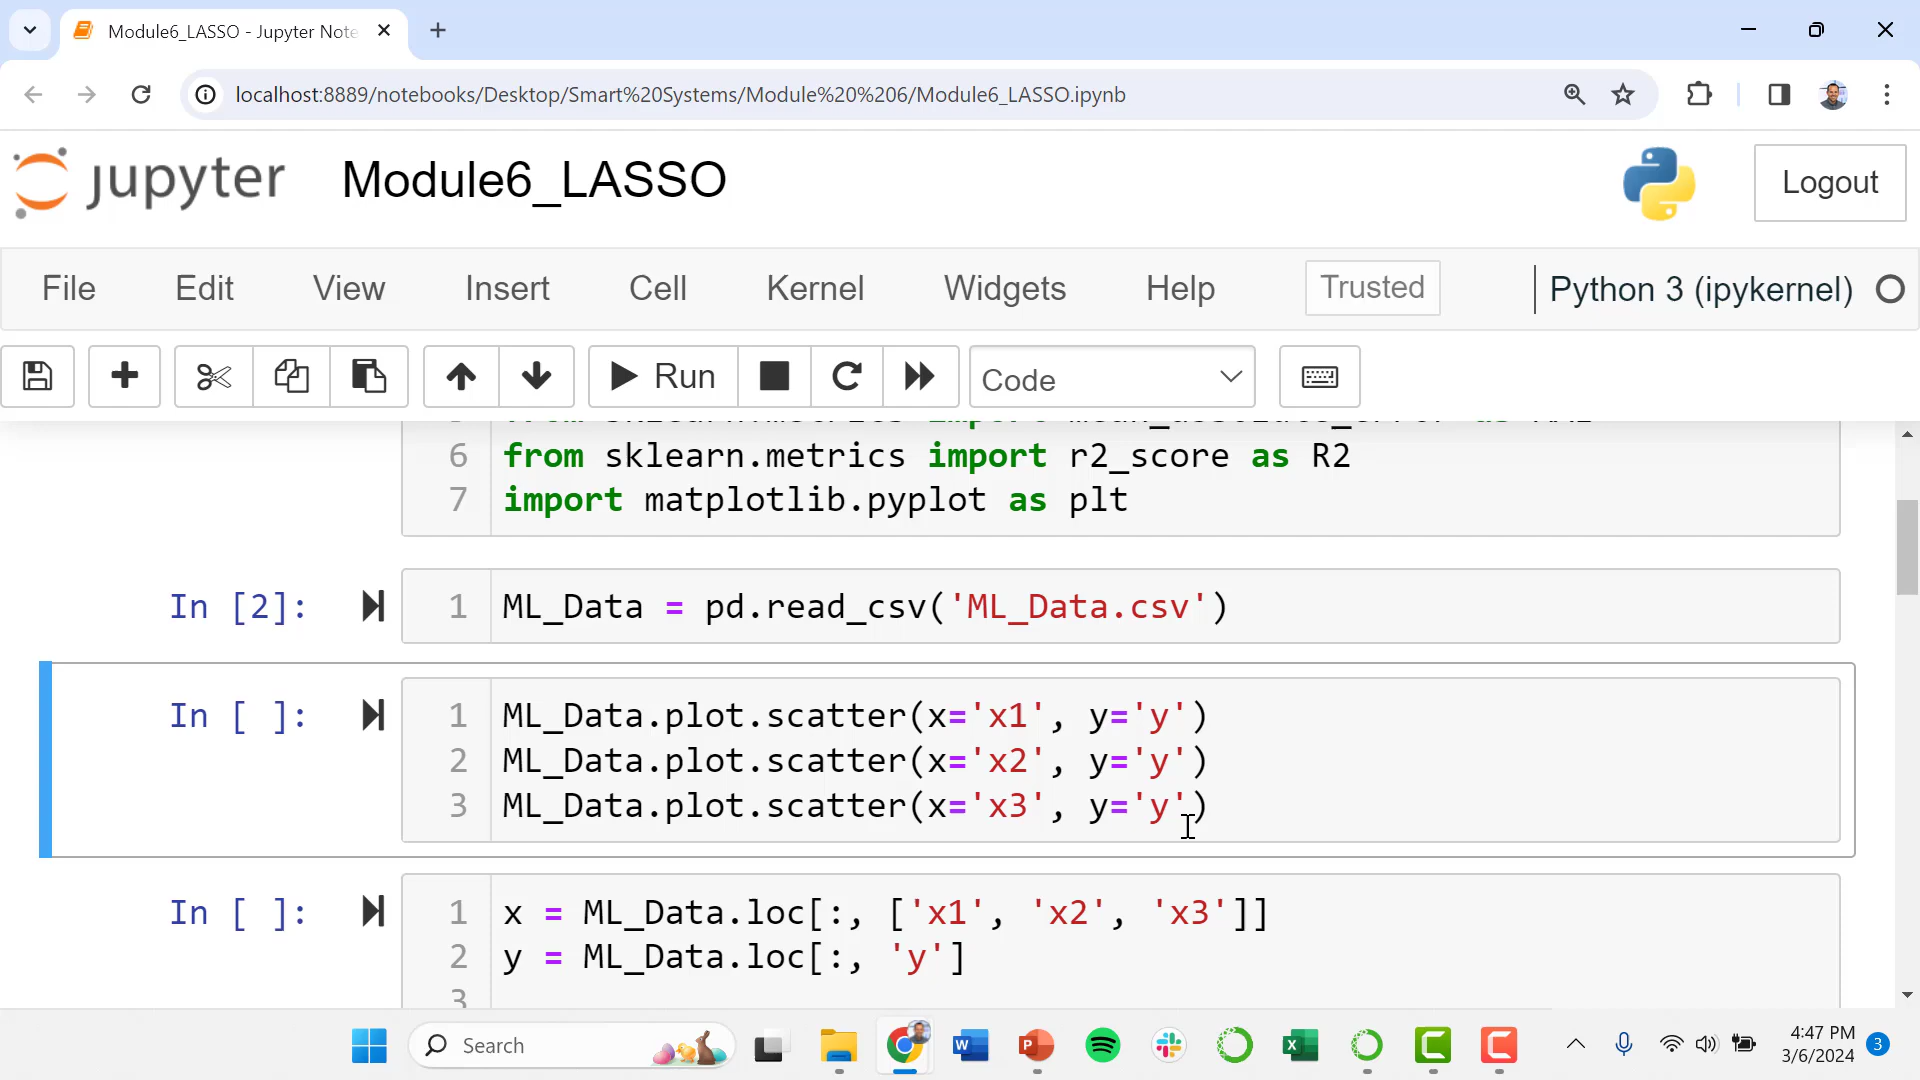 Module6_LASSO - Jupyter Note
localhost:8889/notebooks/Desktop/Smart%20Systems/Module%20%206/Module6_LASSO.ipynb
jupyter Module6_LASSO Logout
File Edit View Insert Cell Kernel Widgets Help Trusted Python 3 (ipykernel)
Run Code
6 from sklearn.metrics import r2_score as R2
7 import matplotlib.pyplot as plt
In [2]: 1 ML_Data = pd.read_csv('ML_Data.csv')
In [ ]: 1 ML_Data.plot.scatter(x='x1', y='y')
2 ML_Data.plot.scatter(x='x2', y='y')
3 ML_Data.plot.scatter(x='x3', y='y')
In [ ]: 1 x = ML_Data.loc[:, ['x1', 'x2', 'x3']]
2 y = ML_Data.loc[:, 'y']
3
Search
4:47 PM
3/6/2024 3